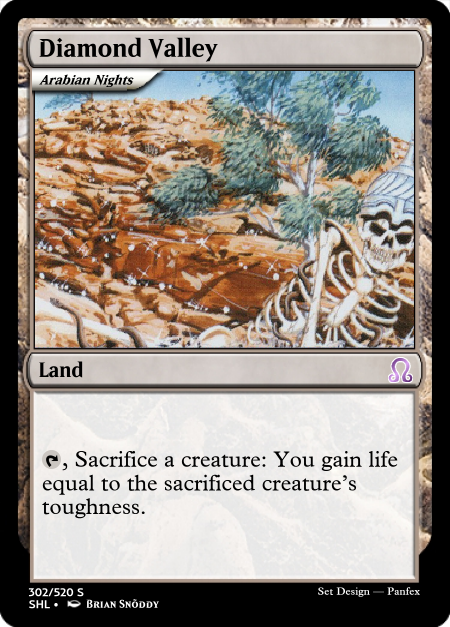 Diamond Valley
Arabian Nights
Land
, Sacrifice a creature: You gain life
equal to the sacrificed creature's
toughness.
302/520 S
Set Design — Panfex
SHL • Brian Snõddy